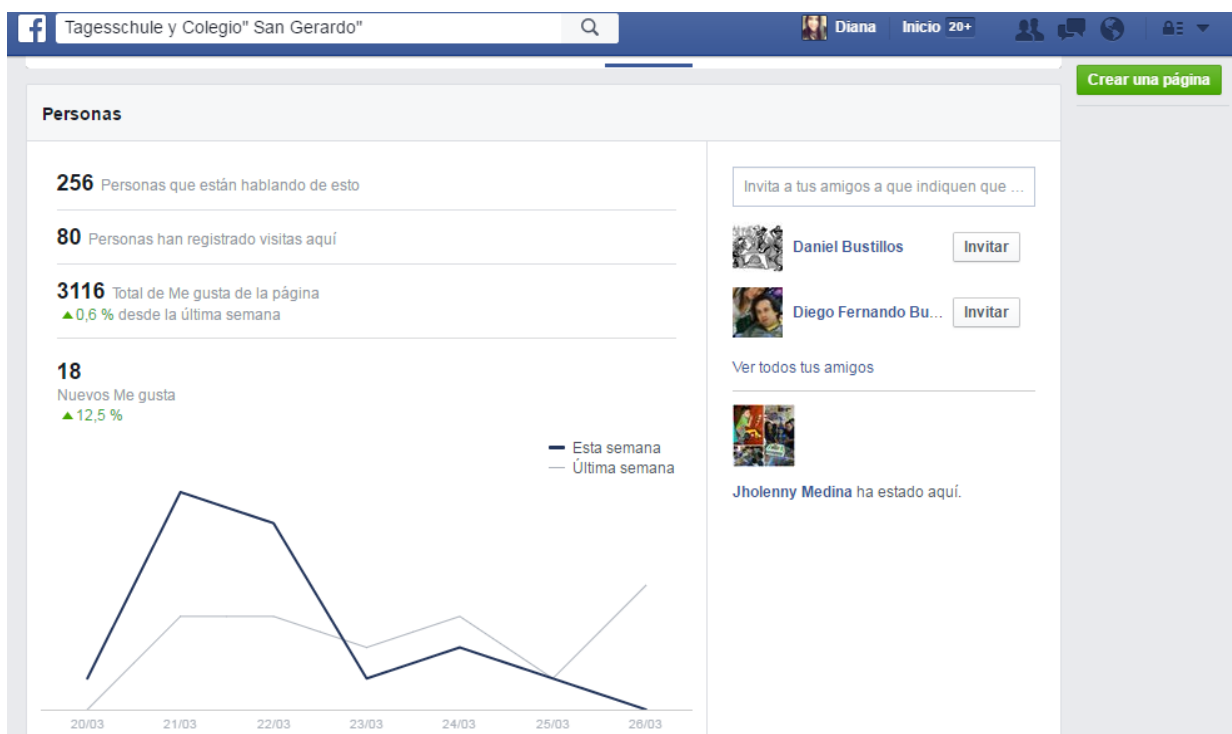 f Tagesschule y Colegio" San Gerardo"
Diana Inicio 20+
Crear una página
Personas
256 Personas que están hablando de esto
80 Personas han registrado visitas aquí
3116 Total de Me gusta de la página
0,6 % desde la última semana
18
Nuevos Me gusta
12,5 %
Esta semana
Última semana
20/03 21/03 22/03 23/03 24/03 25/03 26/03
Invita a tus amigos a que indiquen que ...
Daniel Bustillos Invitar
Diego Fernando Bu... Invitar
Ver todos tus amigos
Jholenny Medina ha estado aquí.